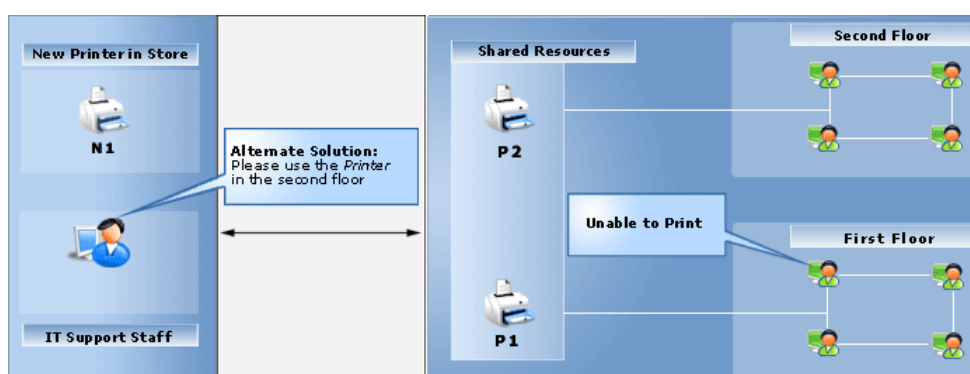 New Printer in Store
N1
Alternate Solution:
Please use the Printer
in the second floor
IT Support Staff
Shared Resources
P2
P1
Second Floor
Unable to Print
First Floor